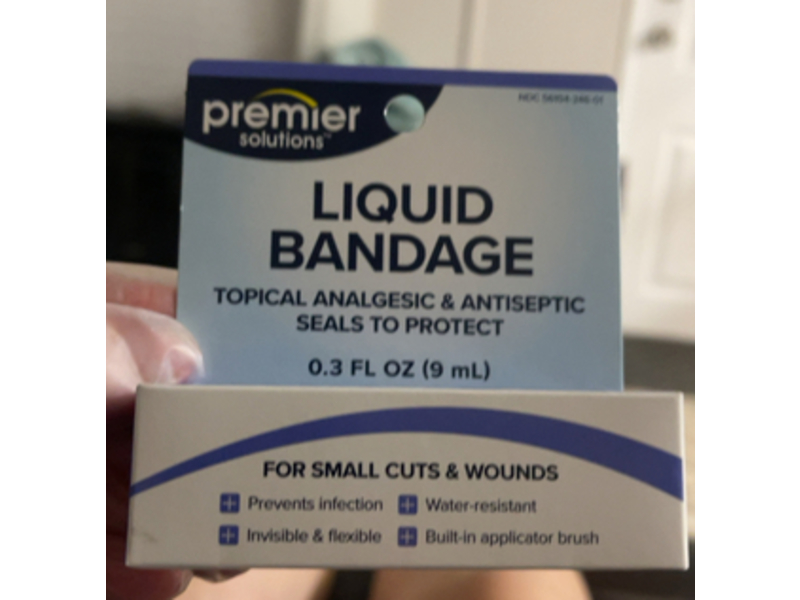 premier
solutions™
LIQUID
BANDAGE
TOPICAL ANALGESIC & ANTISEPTIC
SEALS TO PROTECT
0.3 FL OZ (9 mL)
FOR SMALL CUTS & WOUNDS
Prevents infection
Water-resistant
Invisible & flexible
Built-in applicator brush